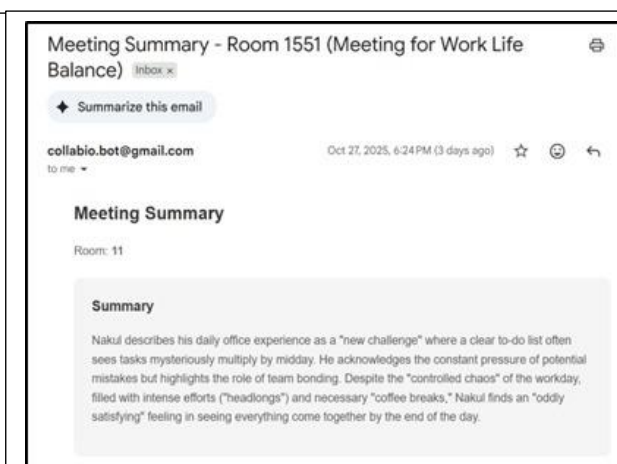 Meeting Summary - Room 1551 (Meeting for Work Life
Balance) Inbox ×
Summarize this email
collabio.bot@gmail.com Oct 27, 2025, 6:24 PM (3 days ago)
to me
Meeting Summary
Room: 11
Summary
Nakul describes his daily office experience as a "new challenge" where a clear to-do list often
sees tasks mysteriously multiply by midday. He acknowledges the constant pressure of potential
mistakes but highlights the role of team bonding. Despite the "controlled chaos" of the workday,
filled with intense efforts ("headlongs") and necessary "coffee breaks," Nakul finds an "oddly
satisfying" feeling in seeing everything come together by the end of the day.